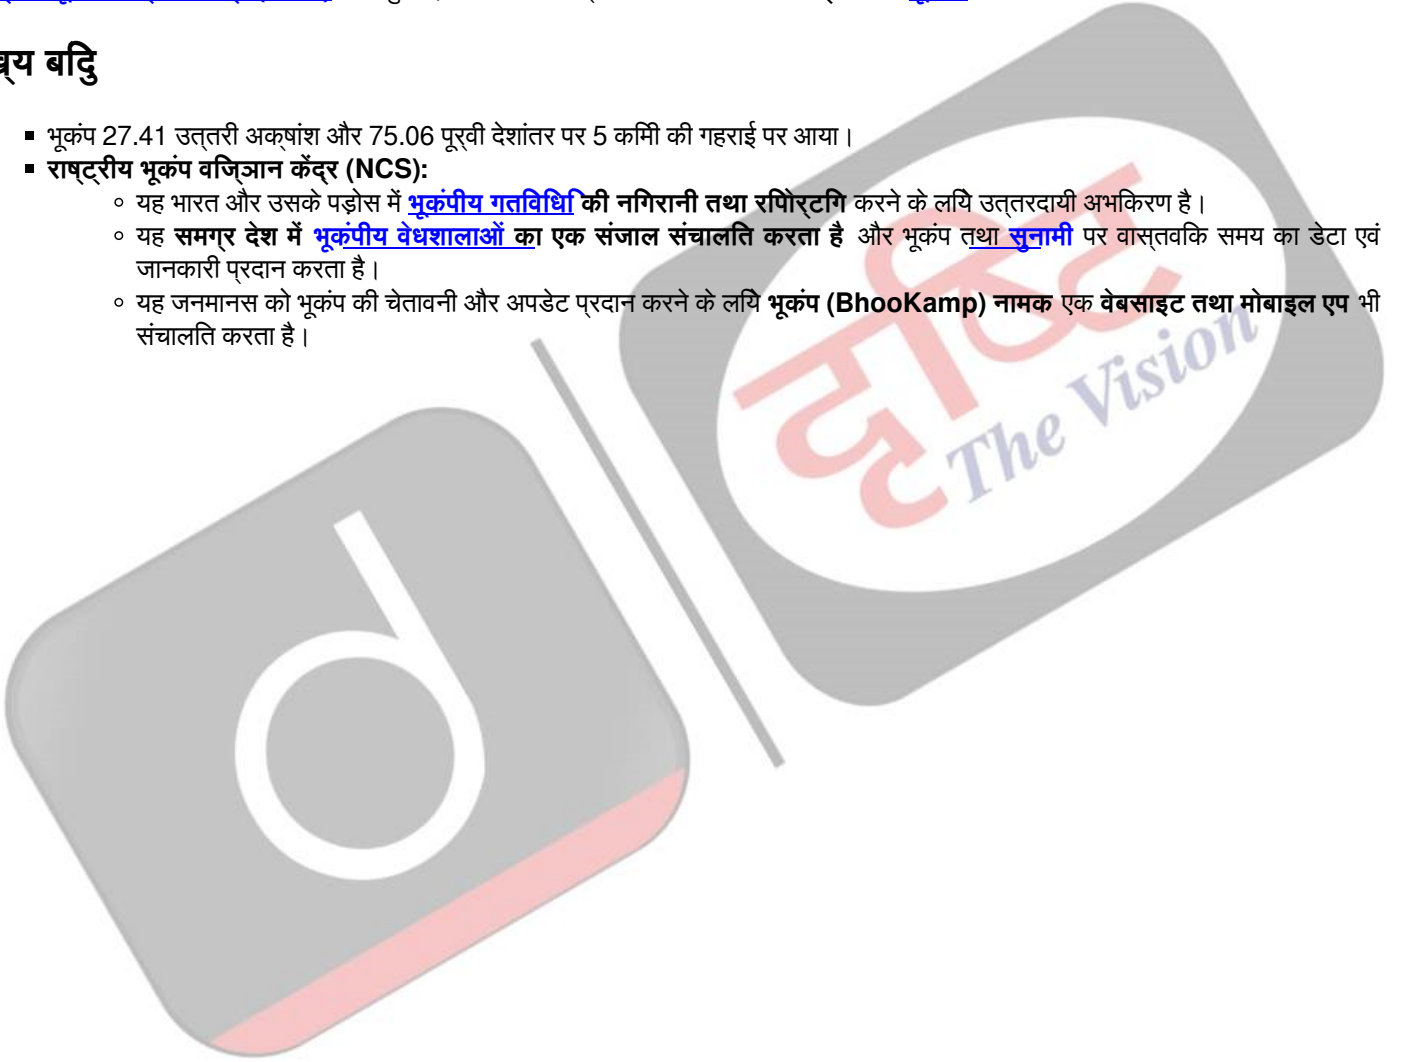 ख्य बिंदु
▪ भूकंप 27.41 उत्तरी अक्षांश और 75.06 पूर्वी देशांतर पर 5 किमी की गहराई पर आया।
▪ राष्ट्रीय भूकंप विज्ञान केंद्र (NCS):
○ यह भारत और उसके पड़ोस में भूकंपीय गतिविधि की निगरानी तथा रिपोर्टिंग करने के लिये उत्तरदायी अभिकरण है।
○ यह समग्र देश में भूकंपीय वेधशालाओं का एक संजाल संचालित करता है और भूकंप तथा सुनामी पर वास्तविक समय का डेटा एवं
जानकारी प्रदान करता है।
○ यह जनमानस को भूकंप की चेतावनी और अपडेट प्रदान करने के लिये भूकंप (BhooKamp) नामक एक वेबसाइट तथा मोबाइल एप भी
संचालित करता है।
दृष्टि
The Vision
d